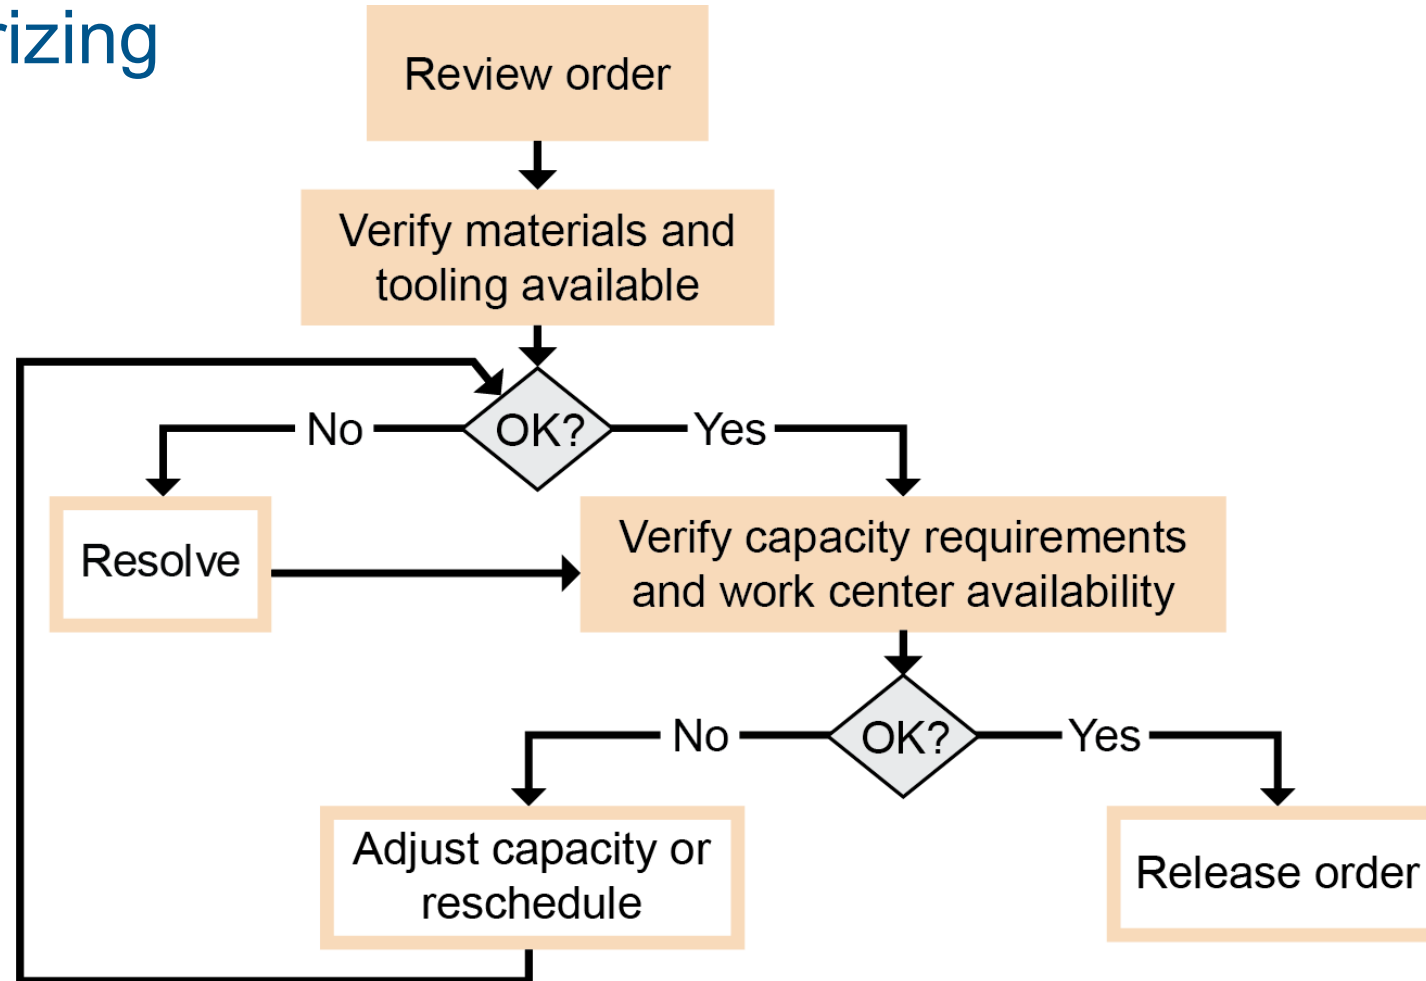 rizing
Review order
Verify materials and
tooling available
No
OK?
Yes
Resolve
Verify capacity requirements
and work center availability
No
OK?
Yes
Adjust capacity or
reschedule
Release order